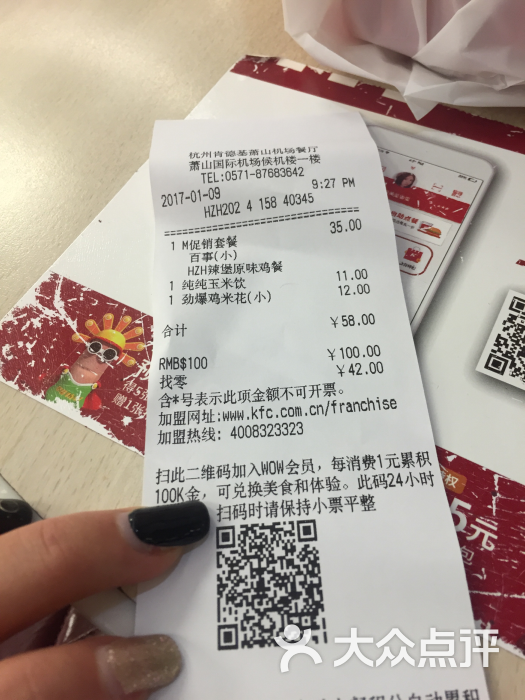 杭州肯德基萧山机场餐厅
萧山国际机场候机楼一楼
TEL:0571-87683642
2017-01-09 9:27 PM
HZH202 4 158 40345
1 M促销套餐 35.00
百事(小)
HZH辣堡原味鸡餐
1 纯纯玉米饮 11.00
1 劲爆鸡米花(小) 12.00
合计 ￥58.00
RMB$100 ￥100.00
找零 ￥42.00
含*号表示此项金额不可开票。
加盟网址:www.kfc.com.cn/franchise
加盟热线: 4008323323
扫此二维码加入WOW会员，每消费1元累积
100K金，可兑换美食和体验。此码24小时
扫码时请保持小票平整
5元
大众点评